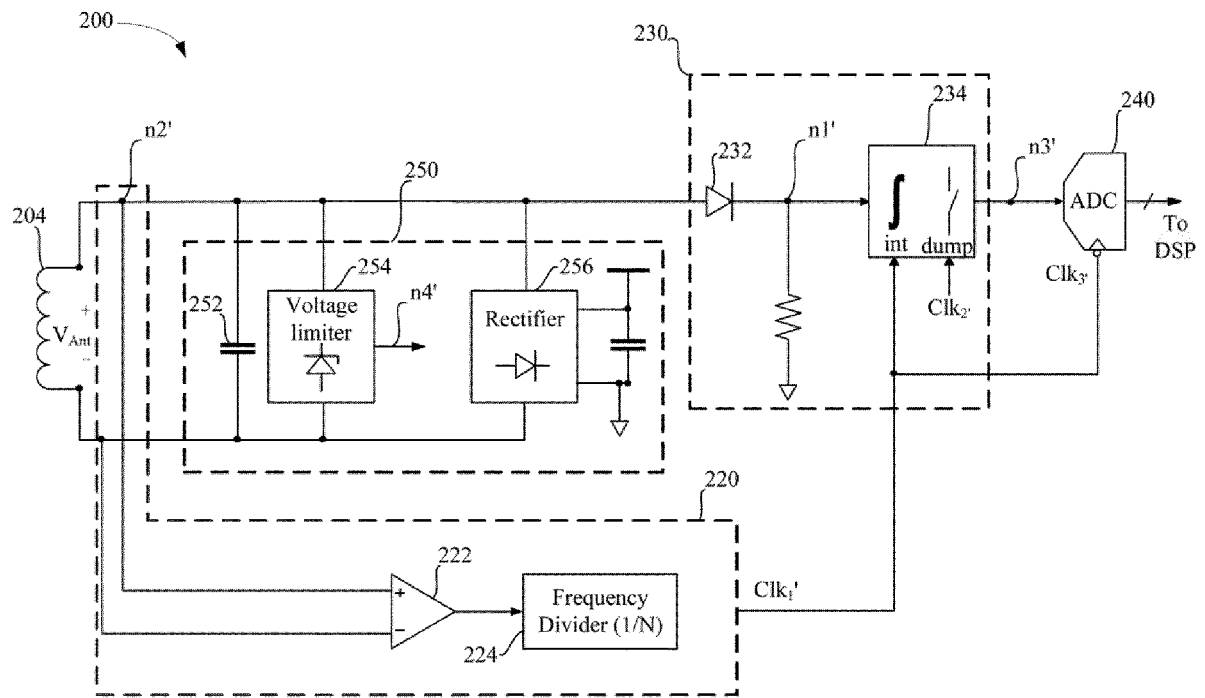 200
230
234
240
n2'
250
232
n1'
n3'
204
254
256
ADC
int dump
To
DSP
252
Voltage
limiter
n4'
Rectifier
Clk2'
Clk3'
+
VAnt
−
220
222
+
−
Frequency
Divider (1/N)
224
Clk1'